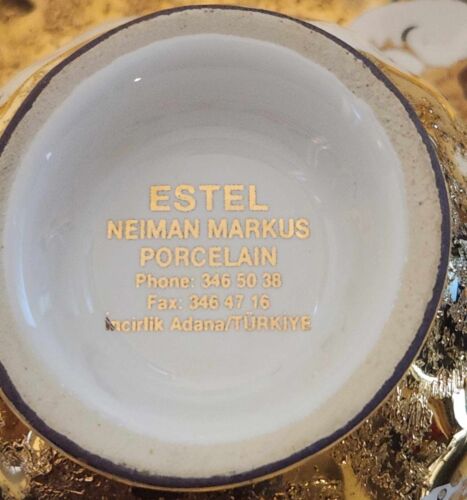 ESTEL
NEIMAN MARKUS
PORCELAIN
Phone: 346 50 38
Fax: 346 47 16
İncirlik Adana/TÜRKİYE